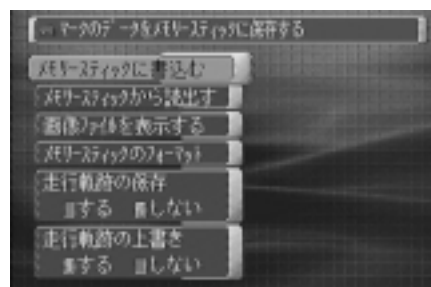 マークのデータをメモリースティックに保存する
メモリースティックに書込む
メモリースティックから読出す
画像ファイルを表示する
メモリースティックのフォーマット
走行軌跡の保存
する しない
走行軌跡の上書き
する しない